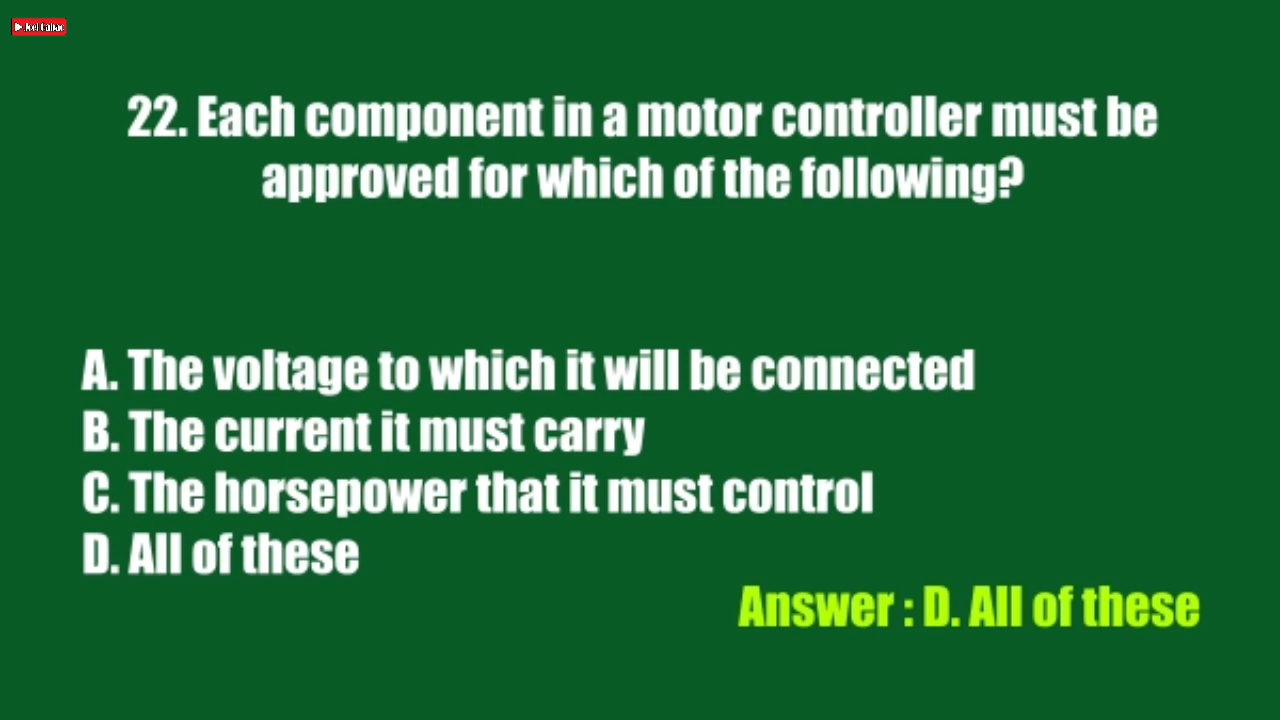 22. Each component in a motor controller must be
approved for which of the following?
A. The voltage to which it will be connected
B. The current it must carry
C. The horsepower that it must control
D. All of these
Answer : D. All of these